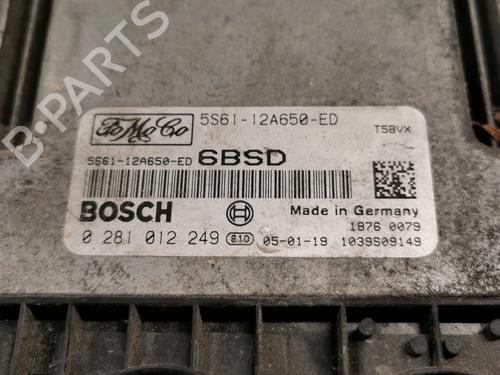 FoMoCo
5S61-12A650-ED
T5BVX
5S61-12A650-ED 6BSD
BOSCH
Made in Germany
1876 0079
0 281 012 249 810 05-01-19 1039S09149
B-PARTS